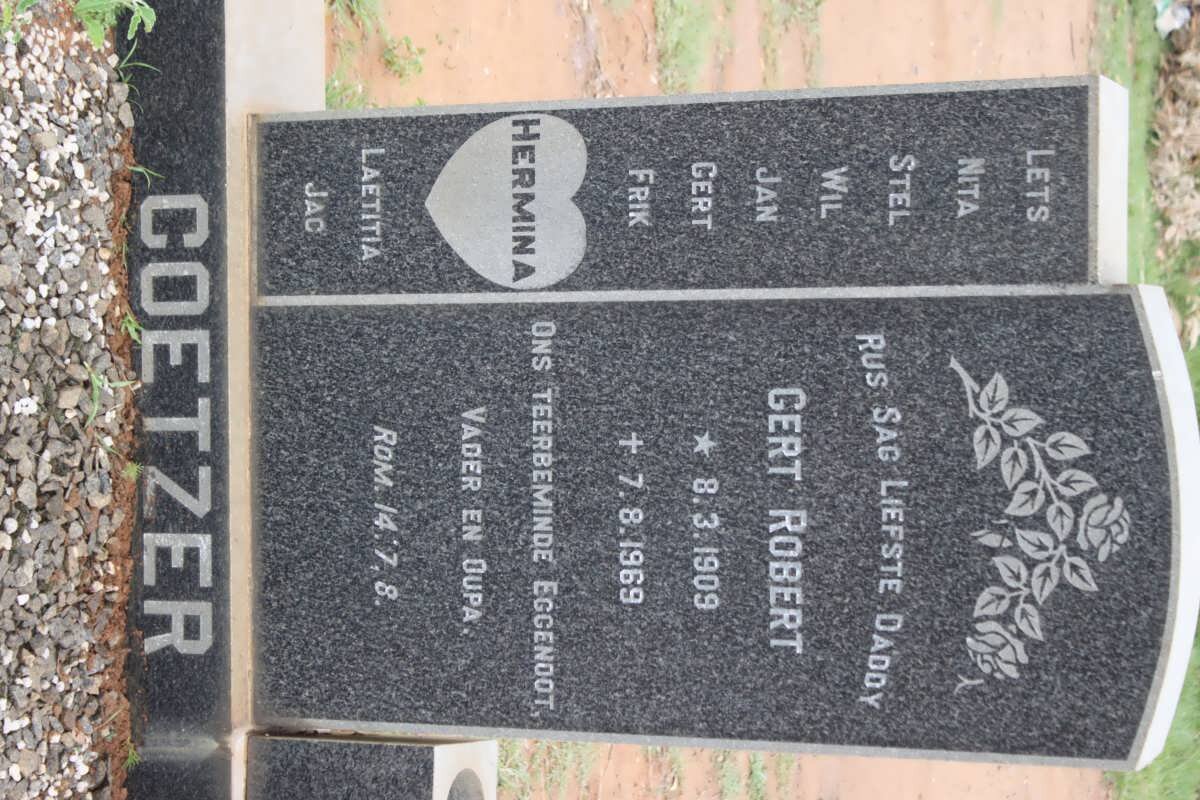 LETS
NTA
STEL
WIL
JAN
GERT
FRIK
HERMINA
LAETITIA
JAC
RUS SAG LIEFSTE DADDY
GERT ROBERT
★ 8.3.1909
✝ 7.8.1969
ONS TEERBEMINDE EGGENOOT,
VADER EN OUPA.
ROM. 14:7,8.
COETZER